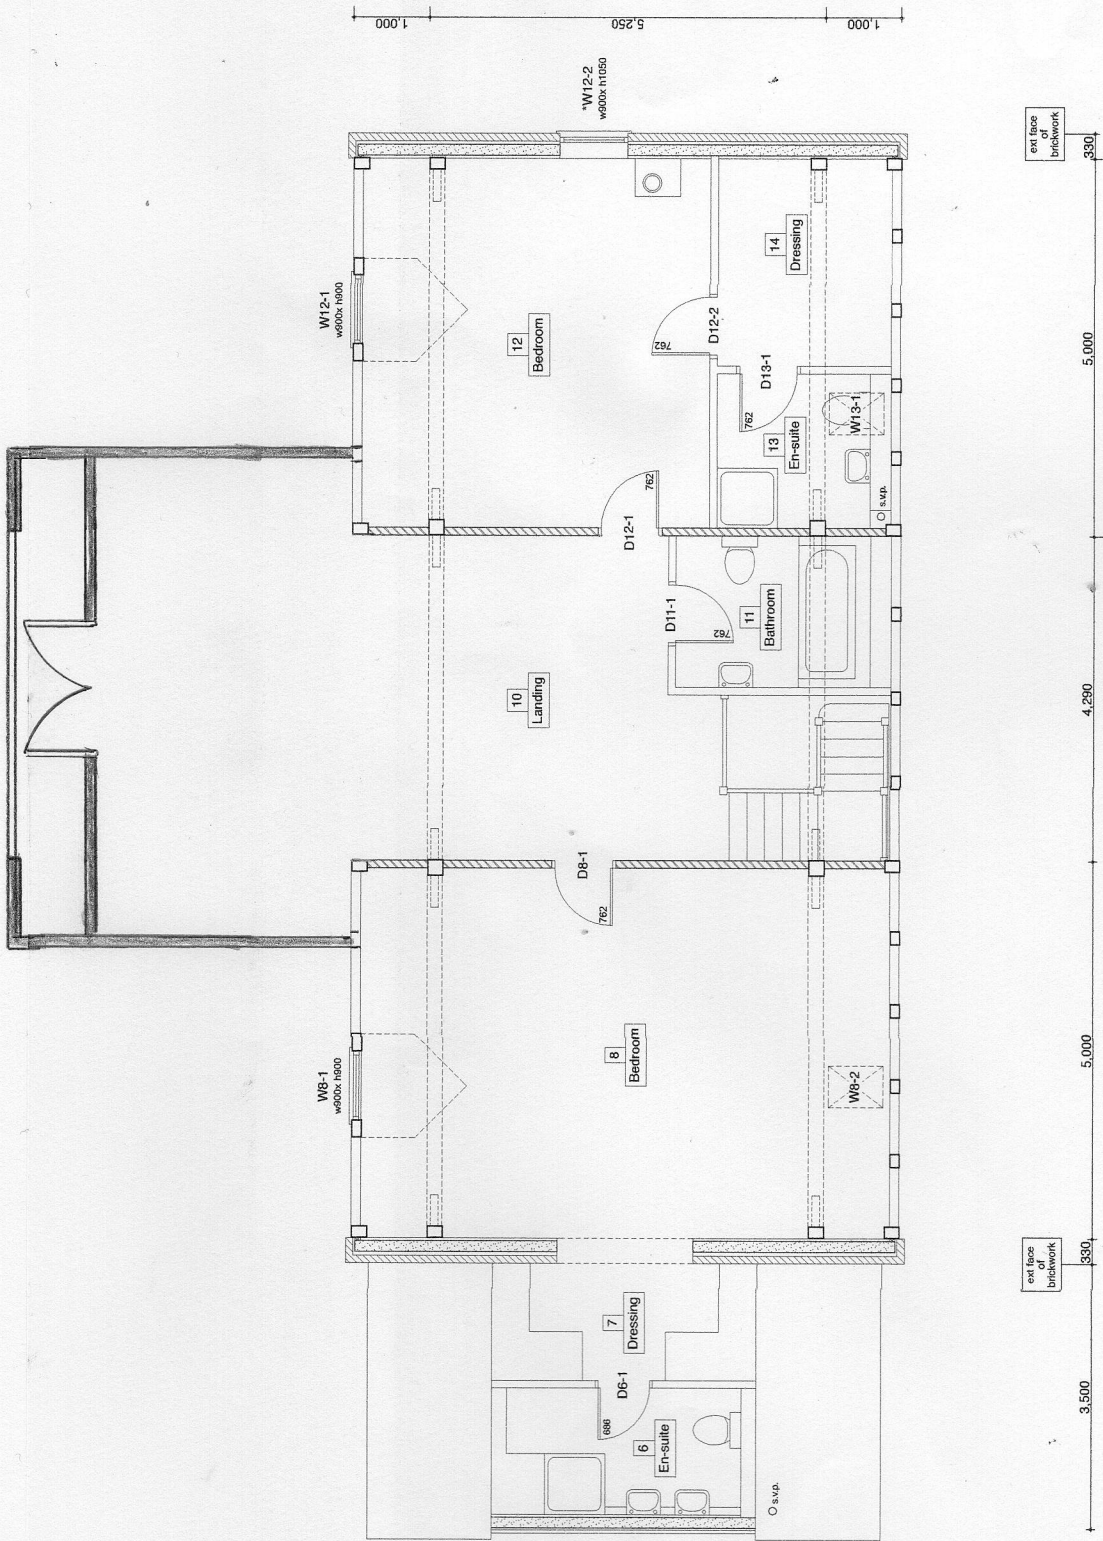 1,000
5,250
1,000
*W12-2
w900x h1050
ext face
of
brickwork
330
W12-1
w900x h900
12
Bedroom
762
D12-2
14
Dressing
D13-1
762
13
En-suite
W13-1
s.v.p.
5,000
762
D12-1
D11-1
762
11
Bathroom
10
Landing
4,290
D8-1
762
W8-1
w900x h900
8
Bedroom
W8-2
5,000
ext face
of
brickwork
330
7
Dressing
D6-1
686
6
En-suite
s.v.p.
3,500